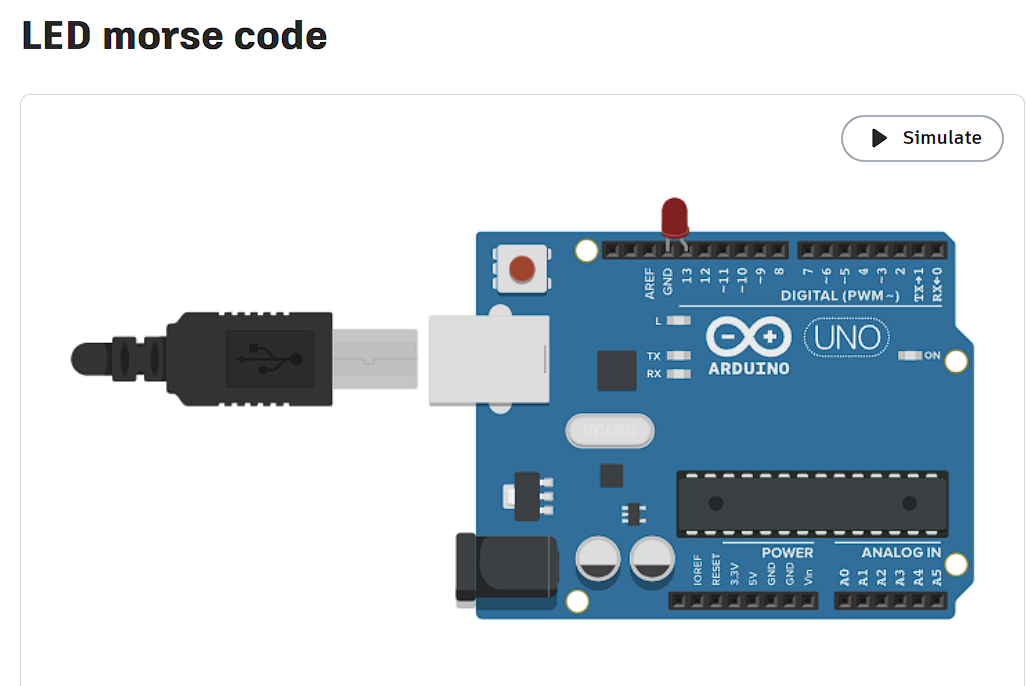 LED morse code
Simulate
AREF
GND
13
12
~11
~10
~9
8
7
~6
~5
4
~3
2
TX→1
RX←0
DIGITAL (PWM~)
L
TX
RX
UNO
ARDUINO
ON
POWER
ANALOG IN
IOREF
RESET
3.3V
5V
GND
GND
Vin
A0
A1
A2
A3
A4
A5